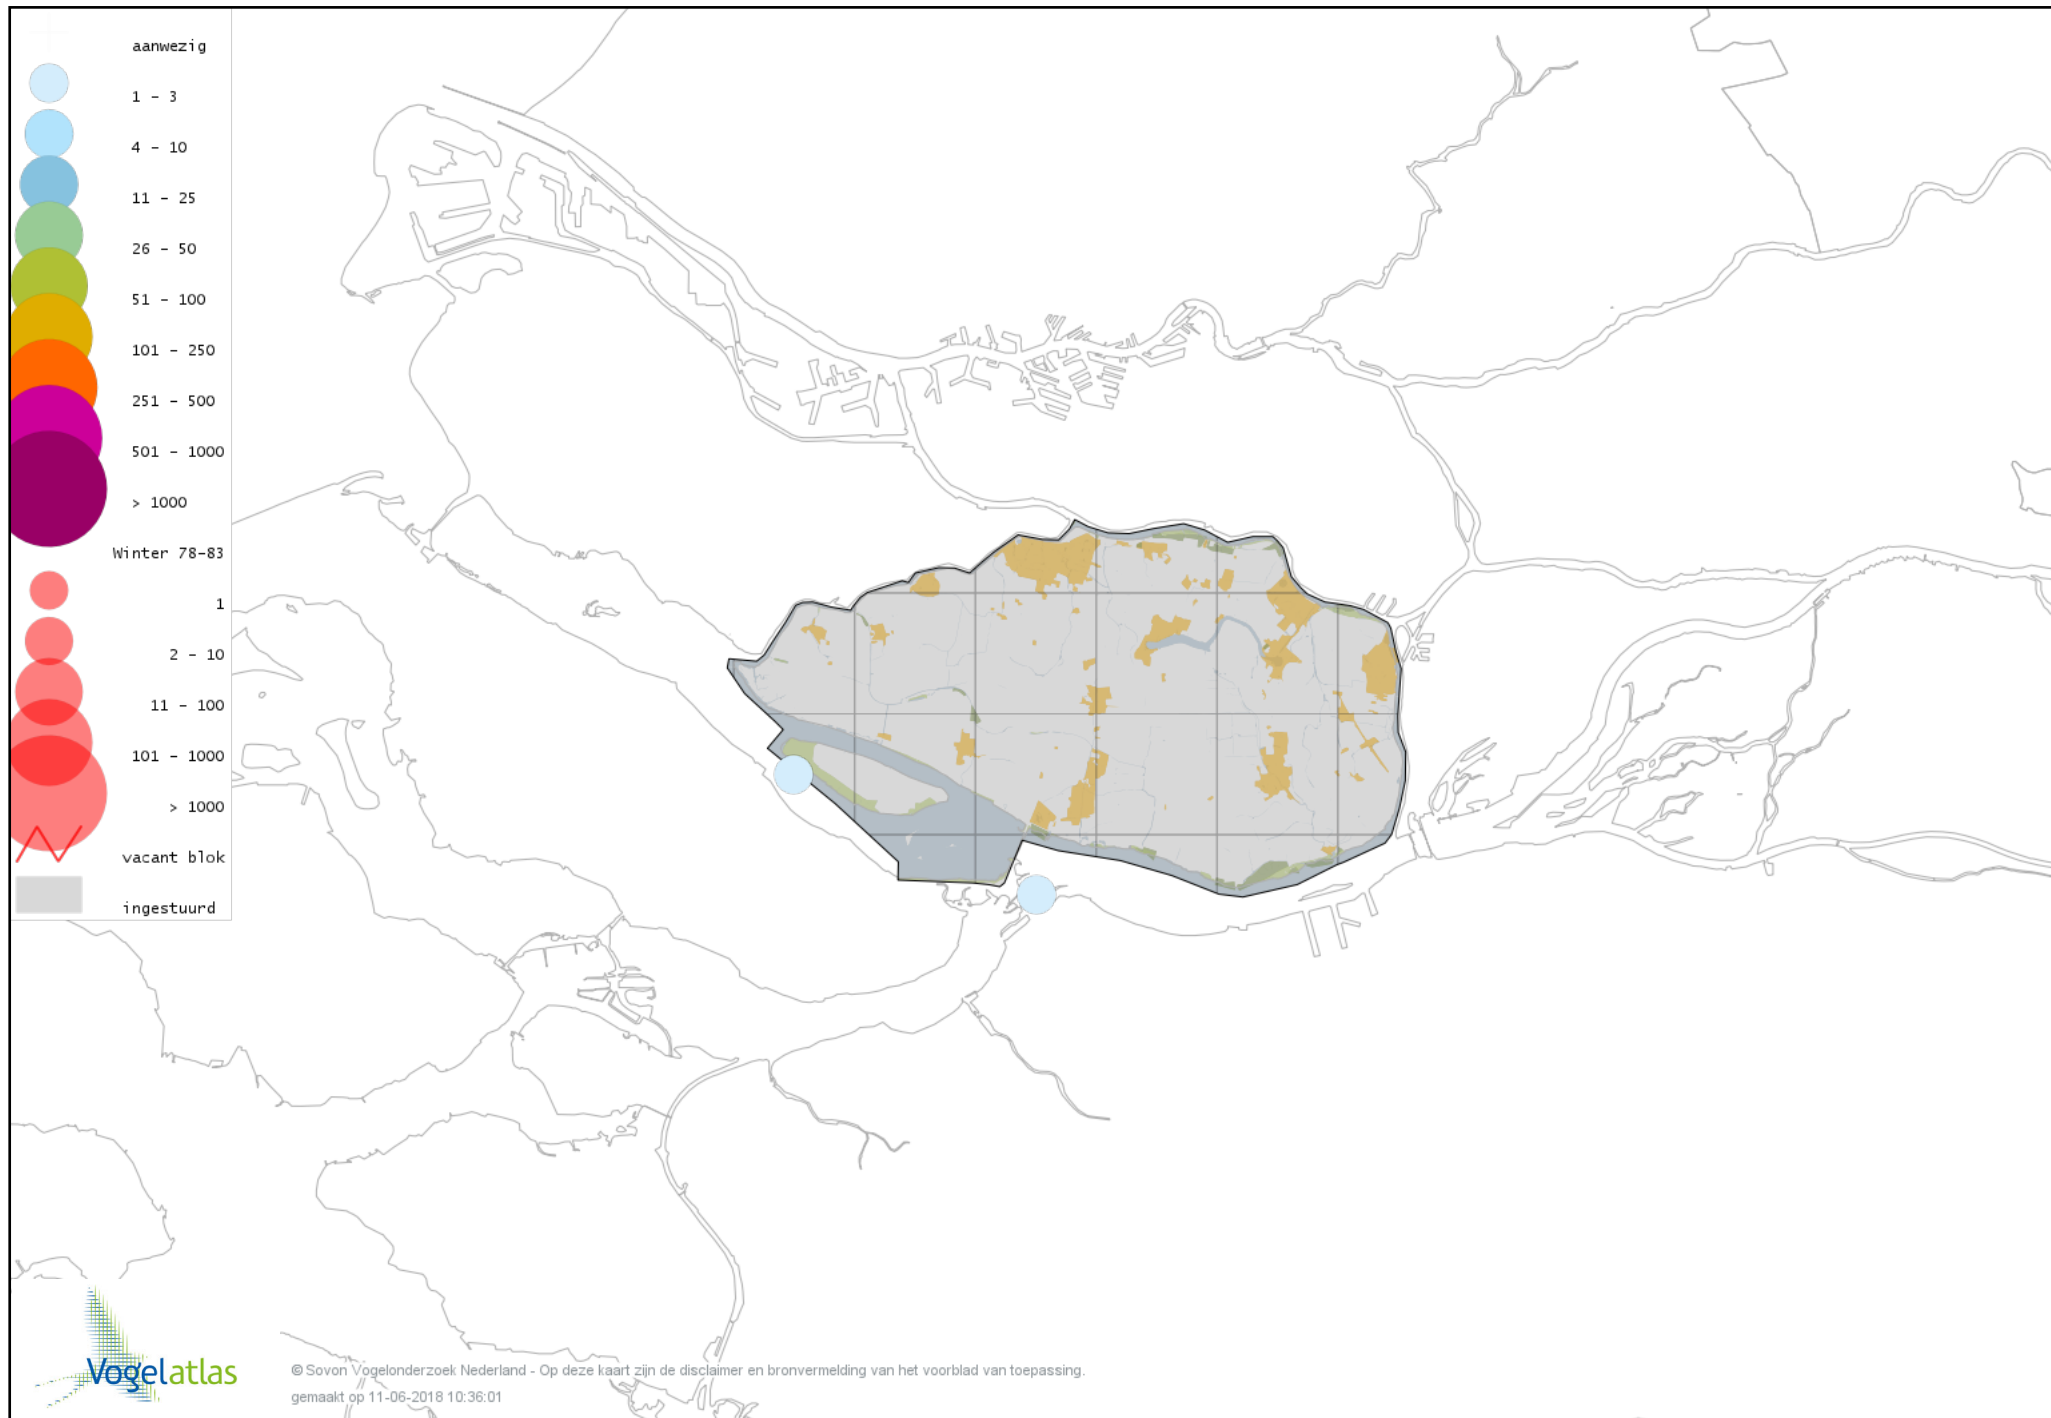 aanwezig
1 - 3
4 - 10
11 - 25
26 - 50
51 - 100
101 - 250
251 - 500
501 - 1000
> 1000
Winter 78-83
1
2 - 10
11 - 100
101 - 1000
> 1000
vacant blok
ingestuurd
Vogelatlas
© Sovon Vogelonderzoek Nederland - Op deze kaart zijn de disclaimer en bronvermelding van het voorblad van toepassing.
gemaakt op 11-06-2018 10:36:01